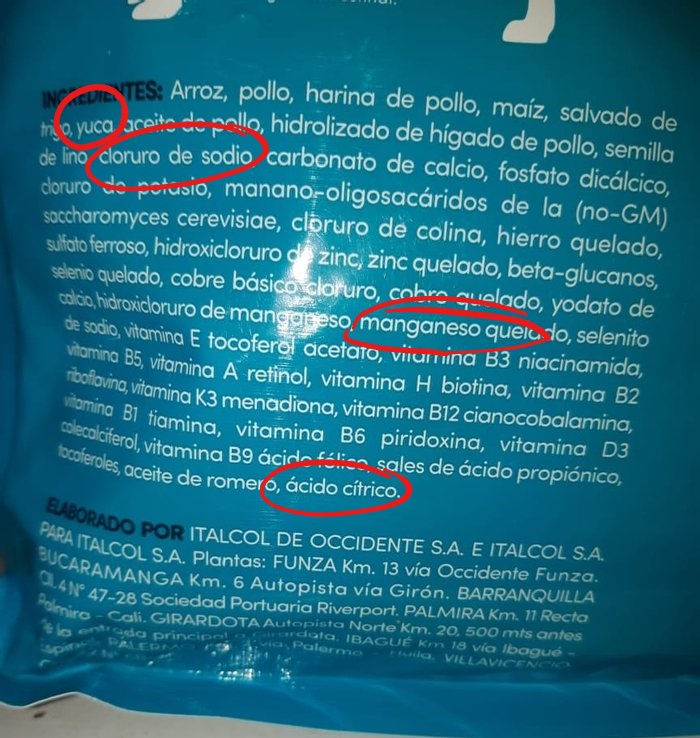 INGREDIENTES: Arroz, pollo, harina de pollo, maíz, salvado de
trigo, yuca, aceite de pollo, hidrolizado de hígado de pollo, semilla
de lino, cloruro de sodio, carbonato de calcio, fosfato dicálcico,
cloruro de potasio, manano-oligosacáridos de la (no-GM)
saccharomyces cerevisiae, cloruro de colina, hierro quelado,
sulfato ferroso, hidroxicloruro de zinc, zinc quelado, beta-glucanos,
selenio quelado, cobre básico cloruro, cobre quelado, yodato de
calcio, hidroxicloruro de manganeso, manganeso quelado, selenito
de sodio, vitamina E tocoferol acetato, vitamina B3 niacinamida,
vitamina B5, vitamina A retinol, vitamina H biotina, vitamina B2
riboflavina, vitamina K3 menadiona, vitamina B12 cianocobalamina,
vitamina B1 tiamina, vitamina B6 piridoxina, vitamina D3
colecalciferol, vitamina B9 ácido fólico, sales de ácido propiónico,
tocoferoles, aceite de romero, ácido cítrico.
ELABORADO POR ITALCOL DE OCCIDENTE S.A. E ITALCOL S.A.
PARA ITALCOL S.A. Plantas: FUNZA Km. 13 vía Occidente Funza.
BUCARAMANGA Km. 6 Autopista vía Girón. BARRANQUILLA
Cll. 4 N° 47-28 Sociedad Portuaria Riverport. PALMIRA Km. 11 Recta
Palmira - Cali. GIRARDOTA Autopista Norte Km. 20, 500 mts antes
de la entrada principal a Girardota. IBAGUÉ Km 18 vía Ibagué -
Espinal. PALERMO vía Palermo - Huila. VILLAVICENCIO